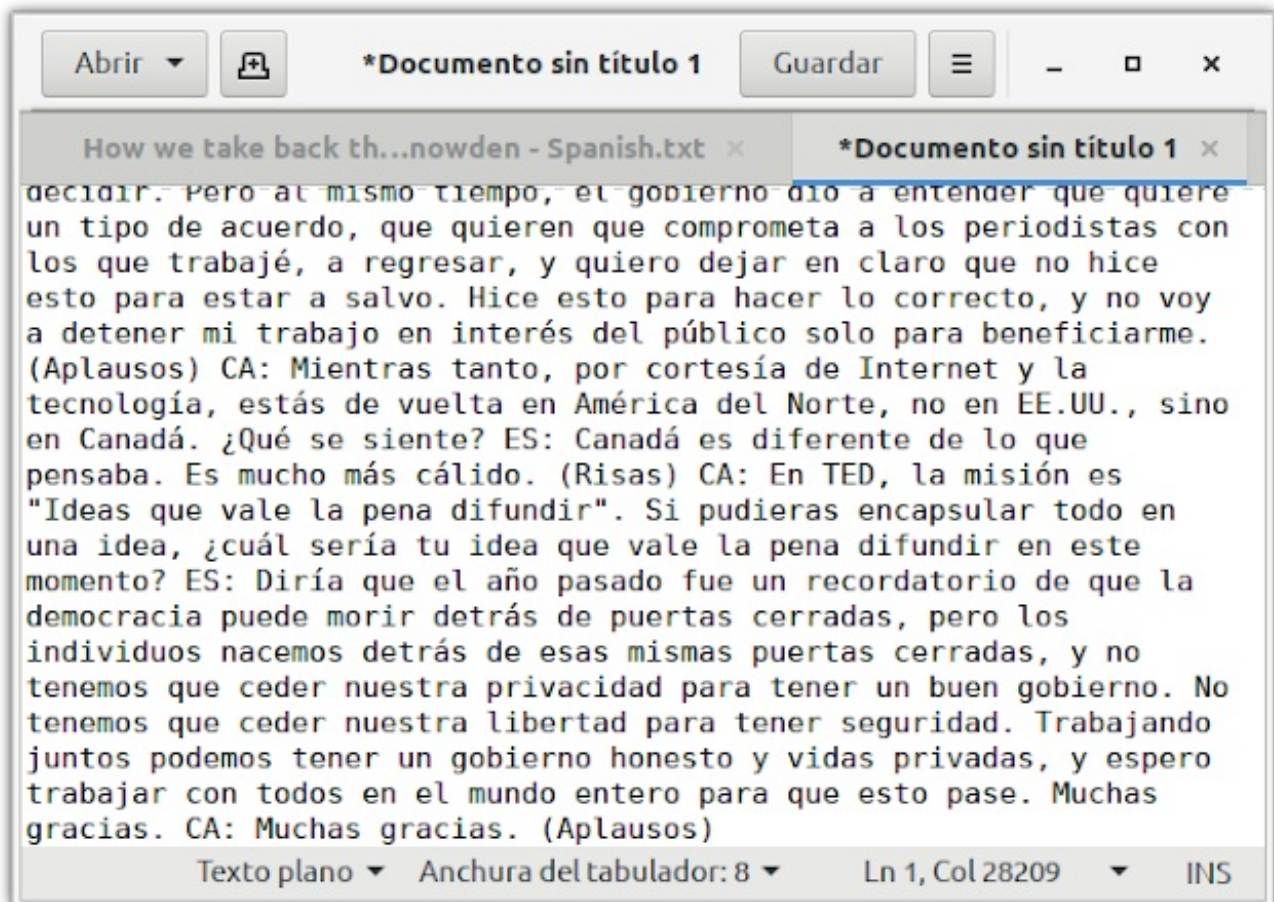 Abrir
*Documento sin título 1
Guardar
How we take back th...nowden - Spanish.txt
*Documento sin título 1
decidir. Pero al mismo tiempo, el gobierno dio a entender que quiere
un tipo de acuerdo, que quieren que comprometa a los periodistas con
los que trabajé, a regresar, y quiero dejar en claro que no hice
esto para estar a salvo. Hice esto para hacer lo correcto, y no voy
a detener mi trabajo en interés del público solo para beneficiarme.
(Aplausos) CA: Mientras tanto, por cortesía de Internet y la
tecnología, estás de vuelta en América del Norte, no en EE.UU., sino
en Canadá. ¿Qué se siente? ES: Canadá es diferente de lo que
pensaba. Es mucho más cálido. (Risas) CA: En TED, la misión es
"Ideas que vale la pena difundir". Si pudieras encapsular todo en
una idea, ¿cuál sería tu idea que vale la pena difundir en este
momento? ES: Diría que el año pasado fue un recordatorio de que la
democracia puede morir detrás de puertas cerradas, pero los
individuos nacemos detrás de esas mismas puertas cerradas, y no
tenemos que ceder nuestra privacidad para tener un buen gobierno. No
tenemos que ceder nuestra libertad para tener seguridad. Trabajando
juntos podemos tener un gobierno honesto y vidas privadas, y espero
trabajar con todos en el mundo entero para que esto pase. Muchas
gracias. CA: Muchas gracias. (Aplausos)
Texto plano
Anchura del tabulador: 8
Ln 1, Col 28209
INS